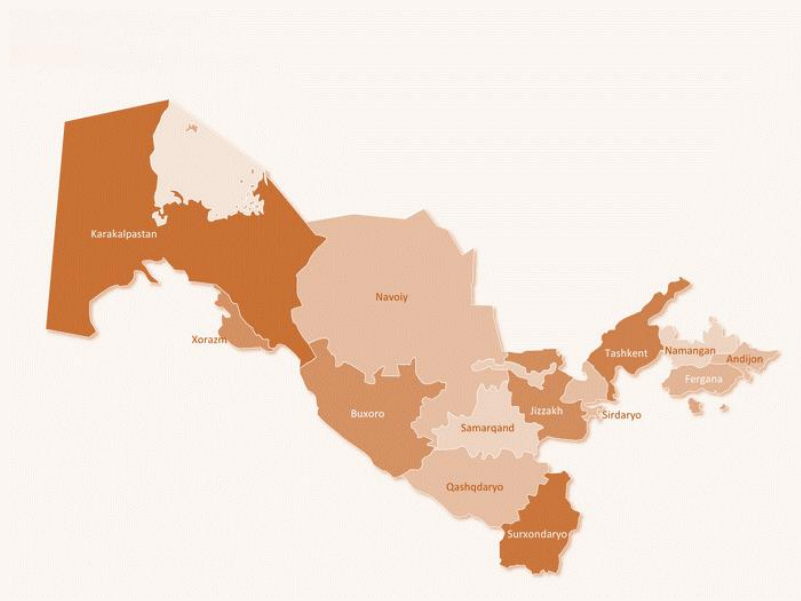 Karakalpastan
Navoiy
Xorazm
Tashkent
Namangan
Andijon
Fergana
Buxoro
Jizzakh
Sirdaryo
Samarqand
Qashqdaryo
Surxondaryo